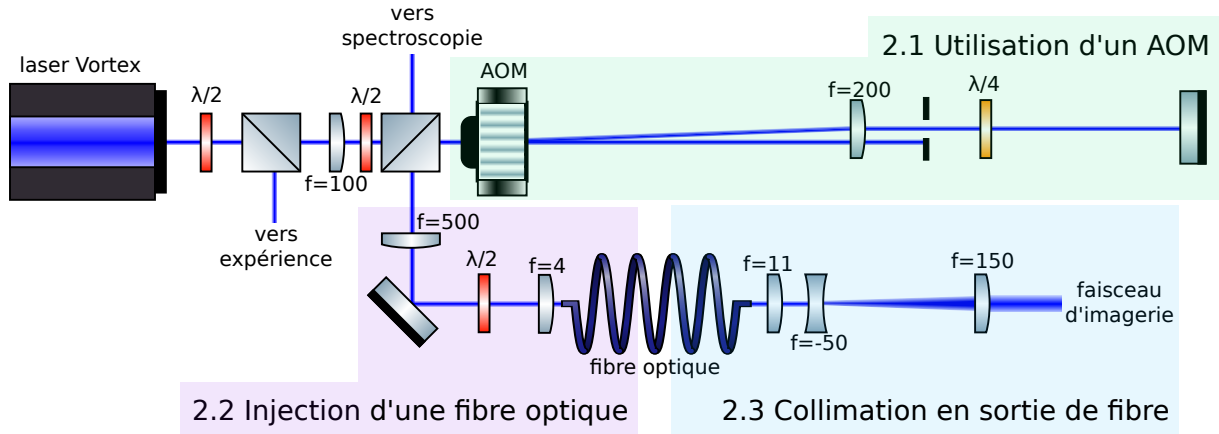 vers
spectroscopie
2.1 Utilisation d'un AOM
laser Vortex
AOM
λ/2
λ/2
f=200
λ/4
f=100
vers
expérience
f=500
λ/2
f=4
f=11
f=150
faisceau
d'imagerie
f=-50
fibre optique
2.2 Injection d'une fibre optique
2.3 Collimation en sortie de fibre